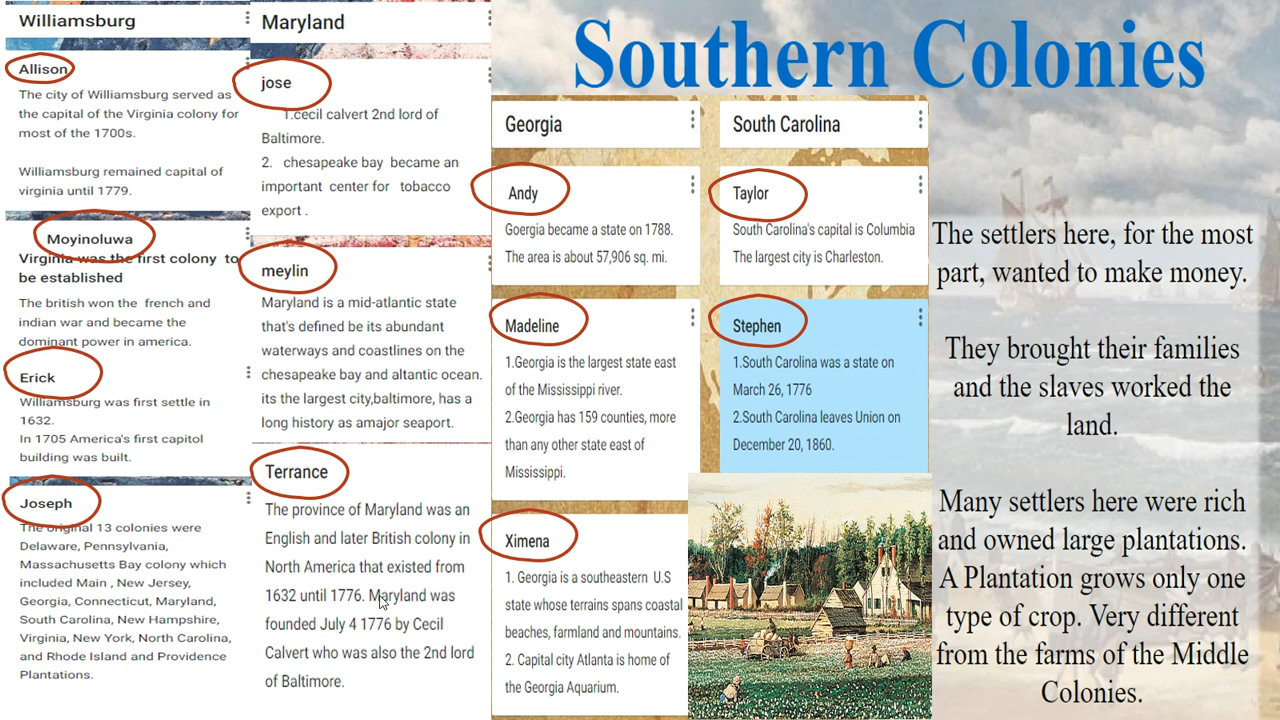 Williamsburg
Allison
The city of Williamsburg served as
the capital of the Virginia colony for
most of the 1700s.
Williamsburg remained capital of
virginia until 1779.
Moyinoluwa
Virginia was the first colony to
be established
The british won the french and
indian war and became the
dominant power in america.
Erick
Williamsburg was first settle in
1632.
In 1705 America's first capitol
building was built.
Joseph
The original 13 colonies were
Delaware, Pennsylvania,
Massachusetts Bay colony which
included Main , New Jersey,
Georgia, Connecticut, Maryland,
South Carolina, New Hampshire,
Virginia, New York, North Carolina,
and Rhode Island and Providence
Plantations.
Maryland
jose
1.cecil calvert 2nd lord of
Baltimore.
2. chesapeake bay became an
important center for tobacco
export .
meylin
Maryland is a mid-atlantic state
that's defined be its abundant
waterways and coastlines on the
chesapeake bay and altantic ocean.
its the largest city,baltimore, has a
long history as amajor seaport.
Terrance
The province of Maryland was an
English and later British colony in
North America that existed from
1632 until 1776. Maryland was
founded July 4 1776 by Cecil
Calvert who was also the 2nd lord
of Baltimore.
Southern Colonies
Georgia
Andy
Goergia became a state on 1788.
The area is about 57,906 sq. mi.
Madeline
1.Georgia is the largest state east
of the Mississippi river.
2.Georgia has 159 counties, more
than any other state east of
Mississippi.
Ximena
1. Georgia is a southeastern U.S
state whose terrains spans coastal
beaches, farmland and mountains.
2. Capital city Atlanta is home of
the Georgia Aquarium.
South Carolina
Taylor
South Carolina's capital is Columbia
The largest city is Charleston.
Stephen
1.South Carolina was a state on
March 26, 1776
2.South Carolina leaves Union on
December 20, 1860.
The settlers here, for the most
part, wanted to make money.
They brought their families
and the slaves worked the
land.
Many settlers here were rich
and owned large plantations.
A Plantation grows only one
type of crop. Very different
from the farms of the Middle
Colonies.